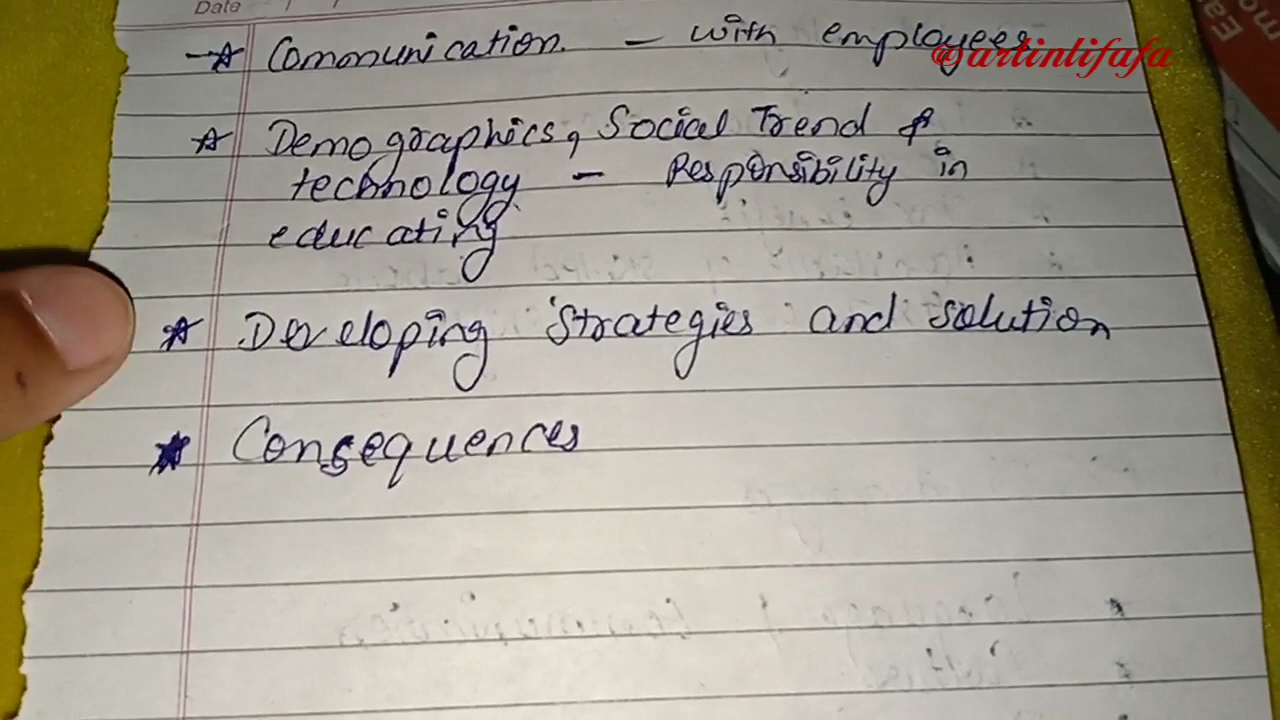 Date
☆ Communication. - with employees
@artinlifafa
☆ Demographics, Social Trend &
technology - Responsibility in
educating
☆ Developing Strategies and solution
★ Consequences